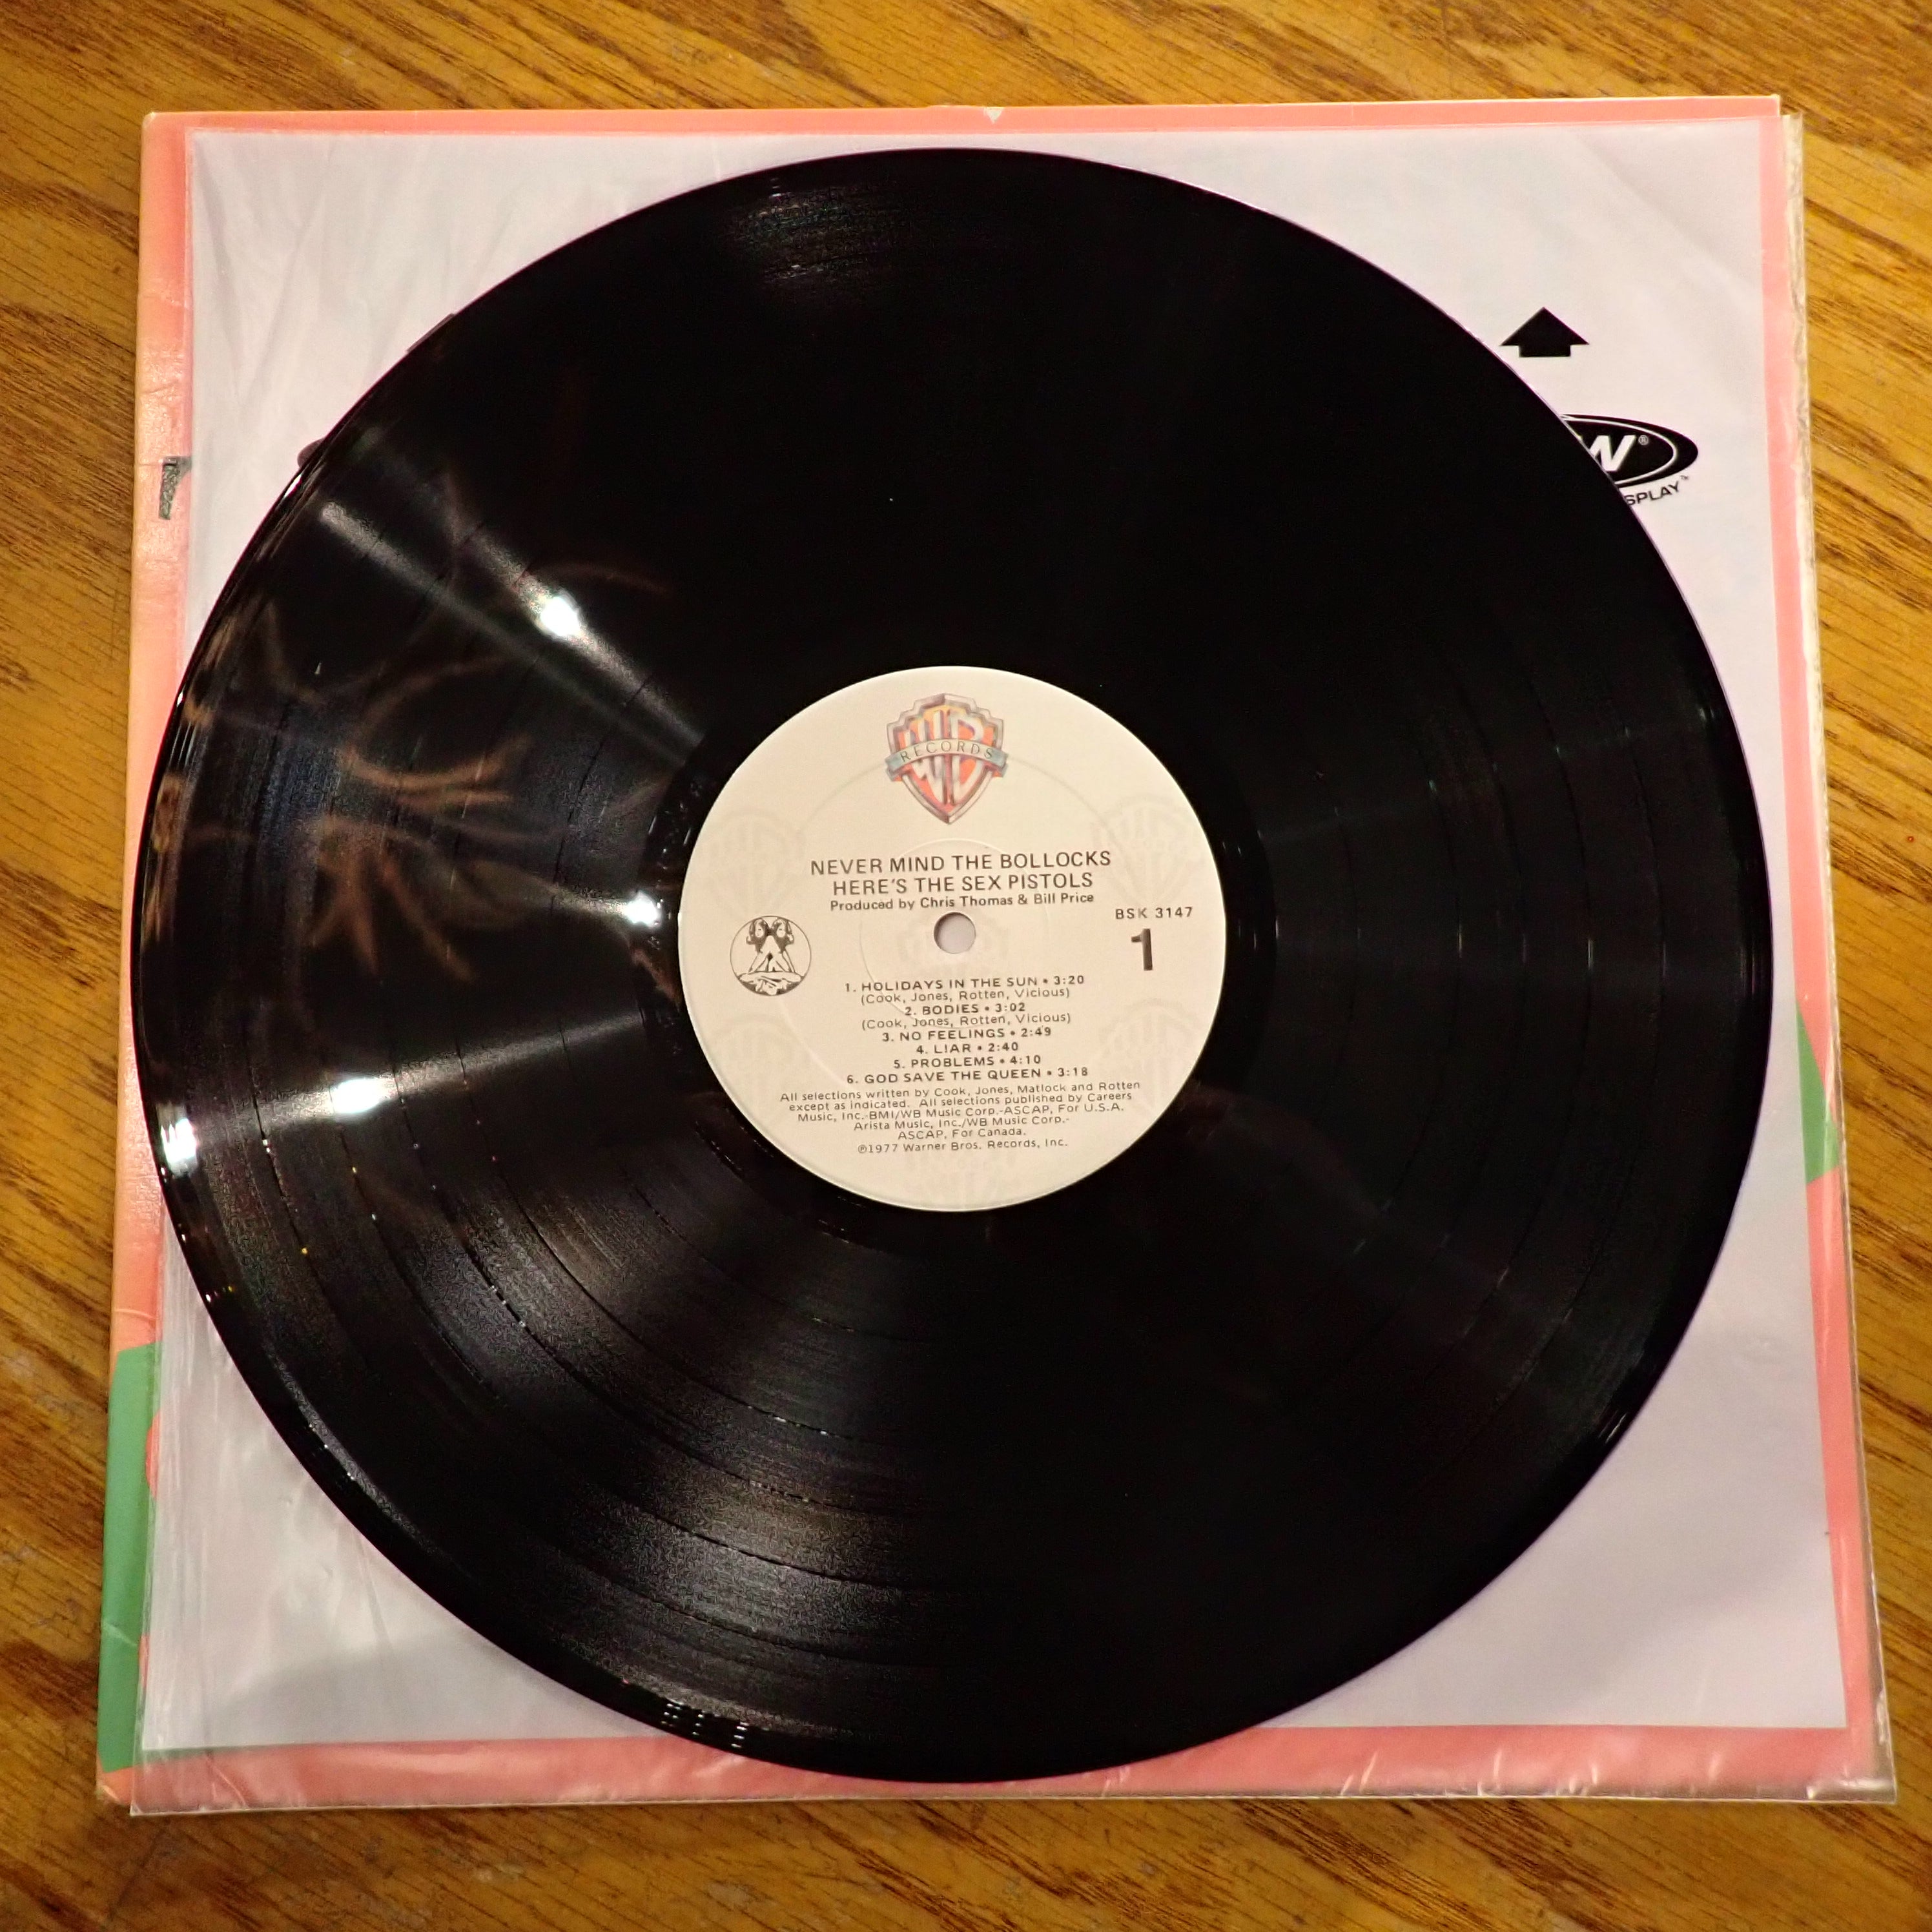 W®
SPLAY
WB
RECORDS
NEVER MIND THE BOLLOCKS
HERE'S THE SEX PISTOLS
Produced by Chris Thomas & Bill Price
BSK 3147
1
1. HOLIDAYS IN THE SUN • 3:20
(Cook, Jones, Rotten, Vicious)
2. BODIES • 3:02
(Cook, Jones, Rotten, Vicious)
3. NO FEELINGS • 2:49
4. LIAR • 2:40
5. PROBLEMS • 4:10
6. GOD SAVE THE QUEEN • 3:18
All selections written by Cook, Jones, Matlock and Rotten
except as indicated. All selections published by Careers
Music, Inc.-BMI/WB Music Corp.-ASCAP, For U.S.A.
Arista Music, Inc./WB Music Corp.-
ASCAP, For Canada.
℗1977 Warner Bros. Records, Inc.